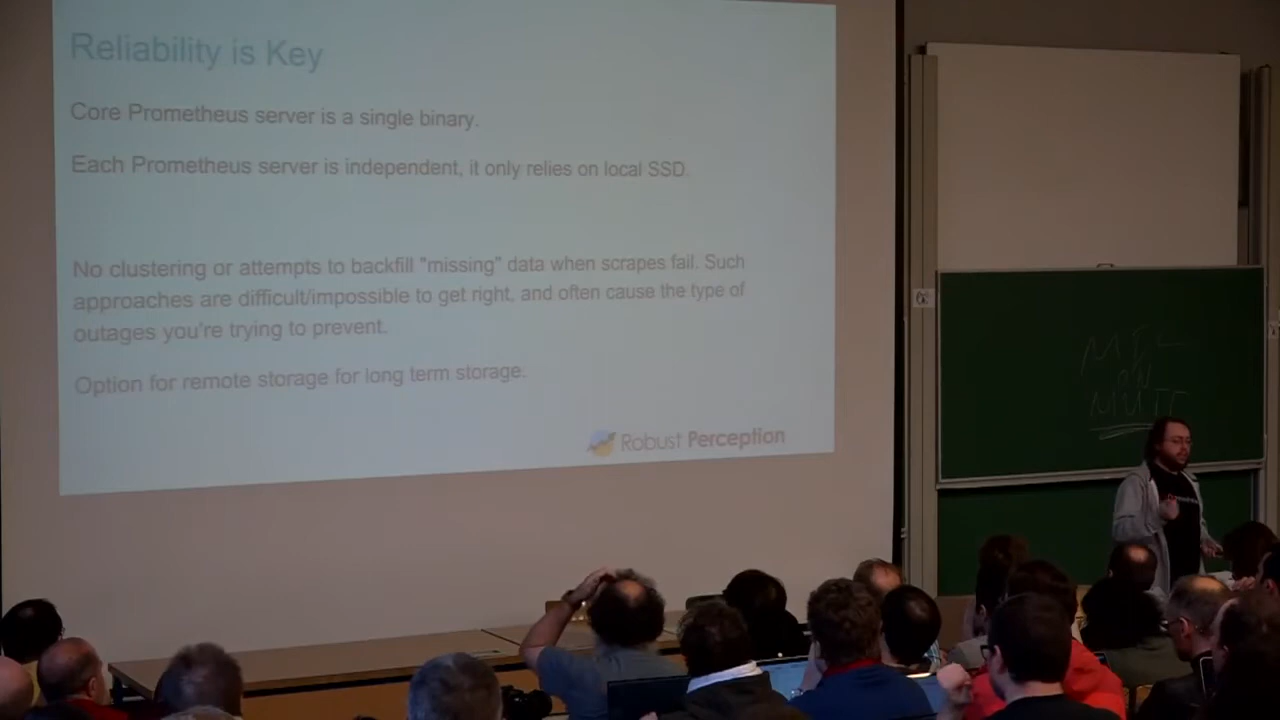 Reliability is Key
Core Prometheus server is a single binary.
Each Prometheus server is independent, it only relies on local SSD.
No clustering or attempts to backfill "missing" data when scrapes fail. Such
approaches are difficult/impossible to get right, and often cause the type of
outages you're trying to prevent.
Option for remote storage for long term storage.
Robust Perception
MIC
ON
MUTE